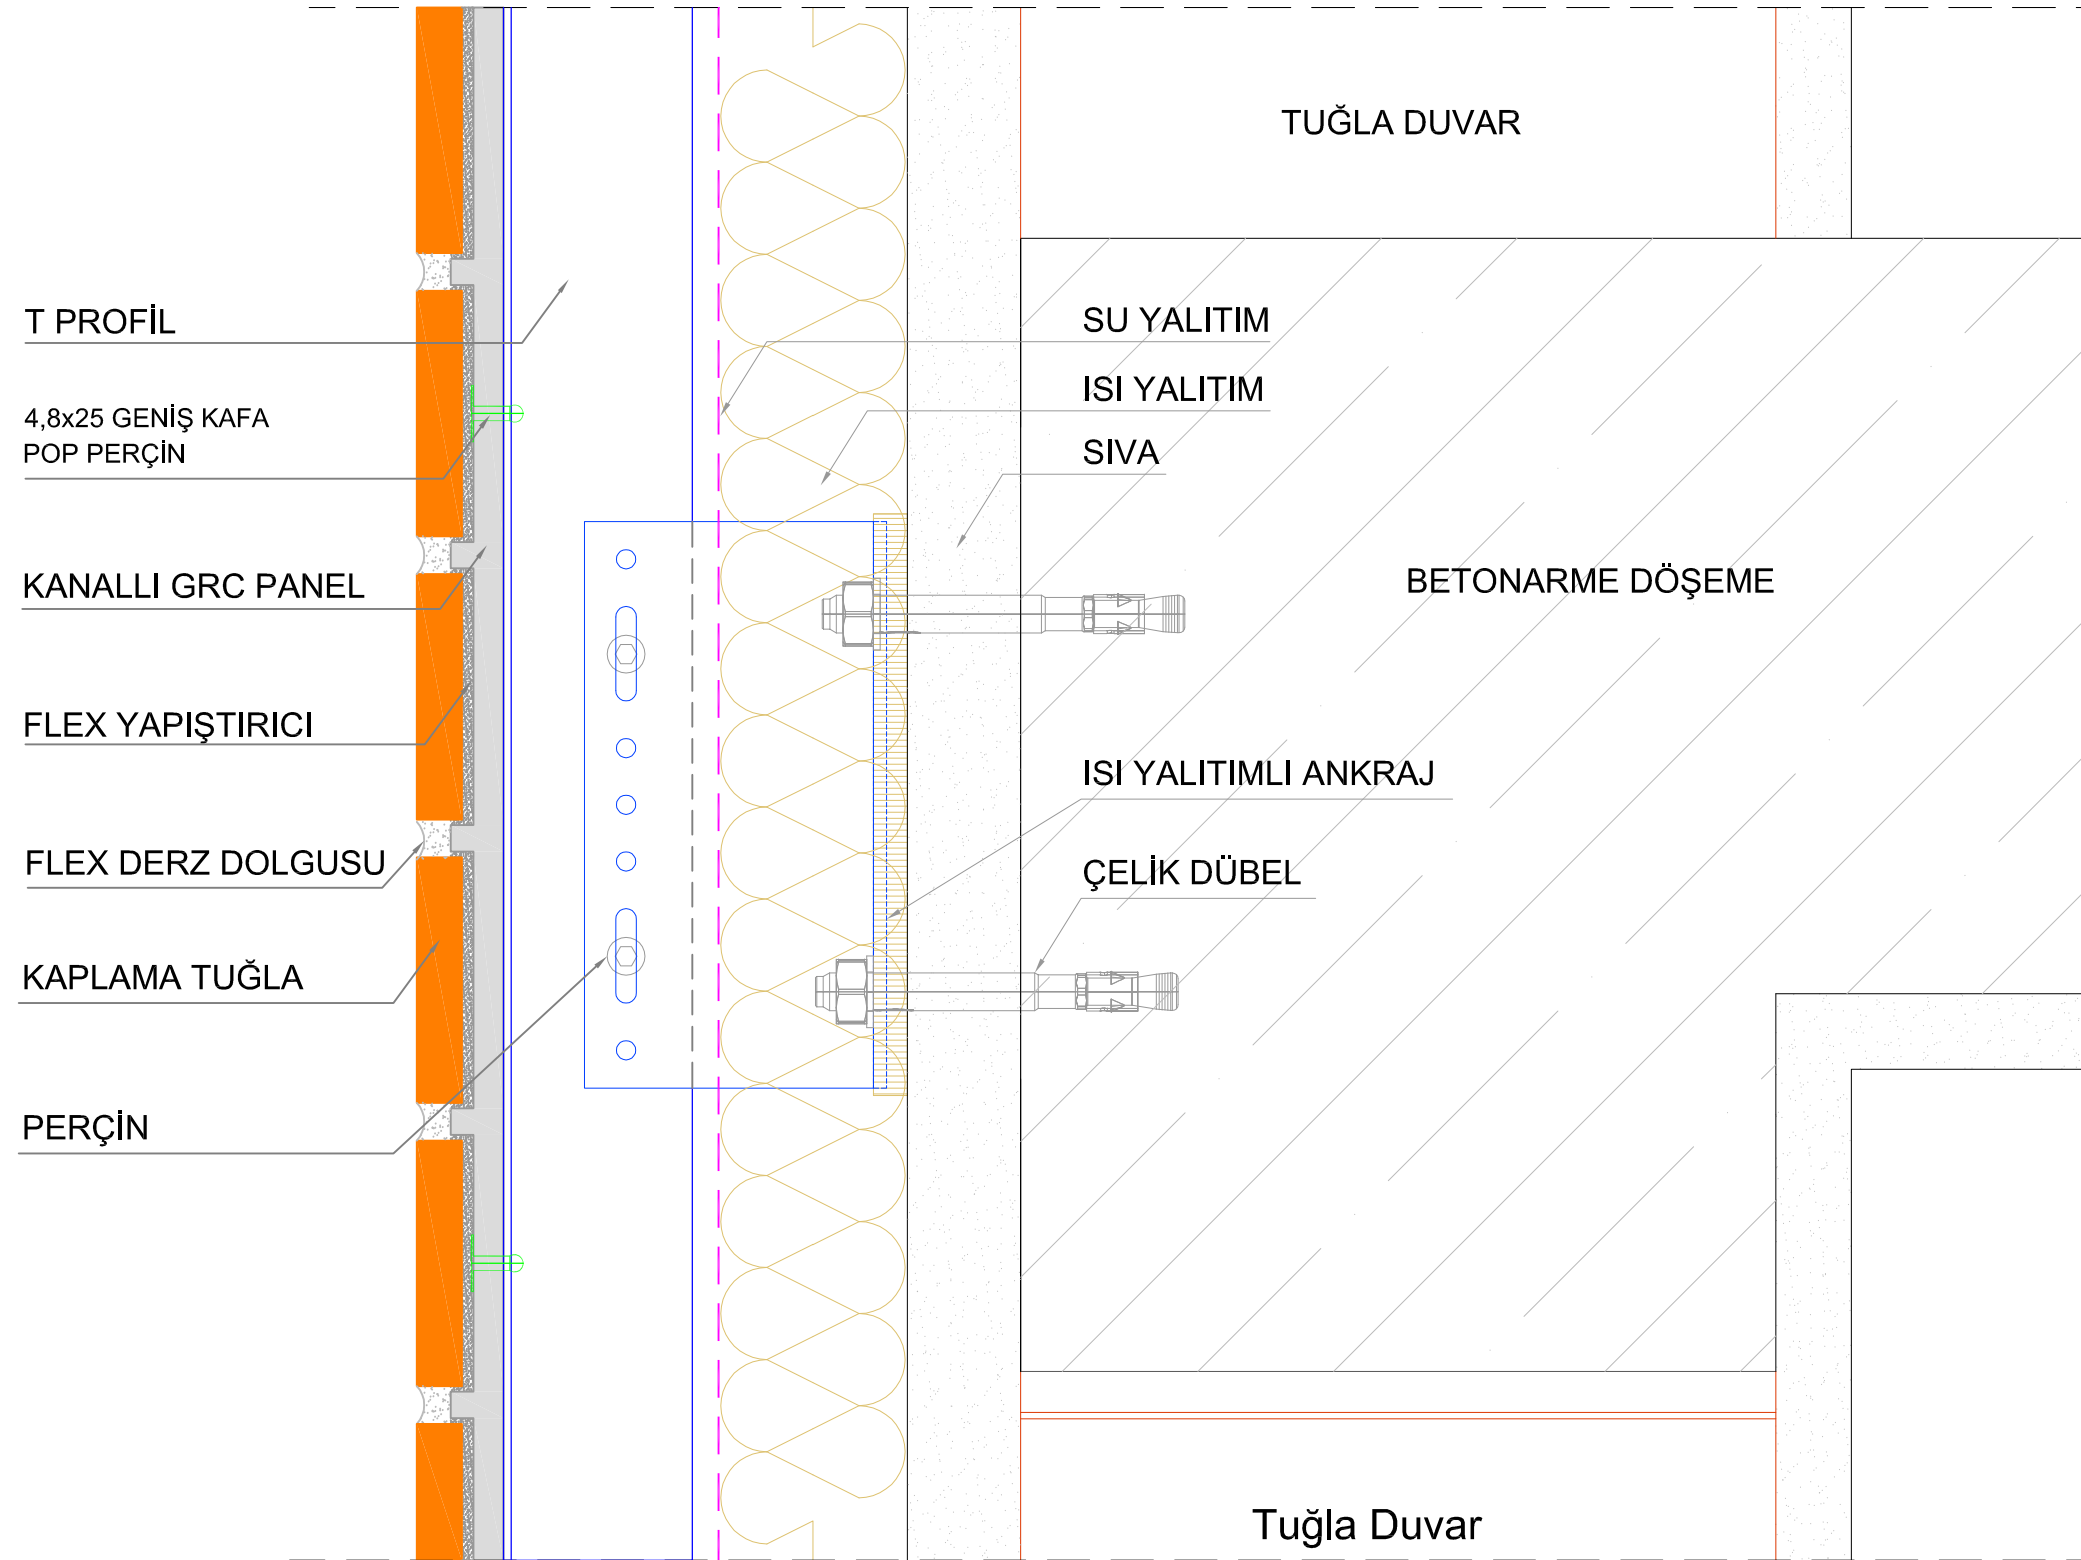 TUĞLA DUVAR
T PROFİL
4,8x25 GENİŞ KAFA
POP PERÇİN
KANALLI GRC PANEL
FLEX YAPIŞTIRICI
FLEX DERZ DOLGUSU
KAPLAMA TUĞLA
PERÇİN
SU YALITIM
ISI YALITIM
SIVA
BETONARME DÖŞEME
ISI YALITIMLI ANKRAJ
ÇELİK DÜBEL
Tuğla Duvar